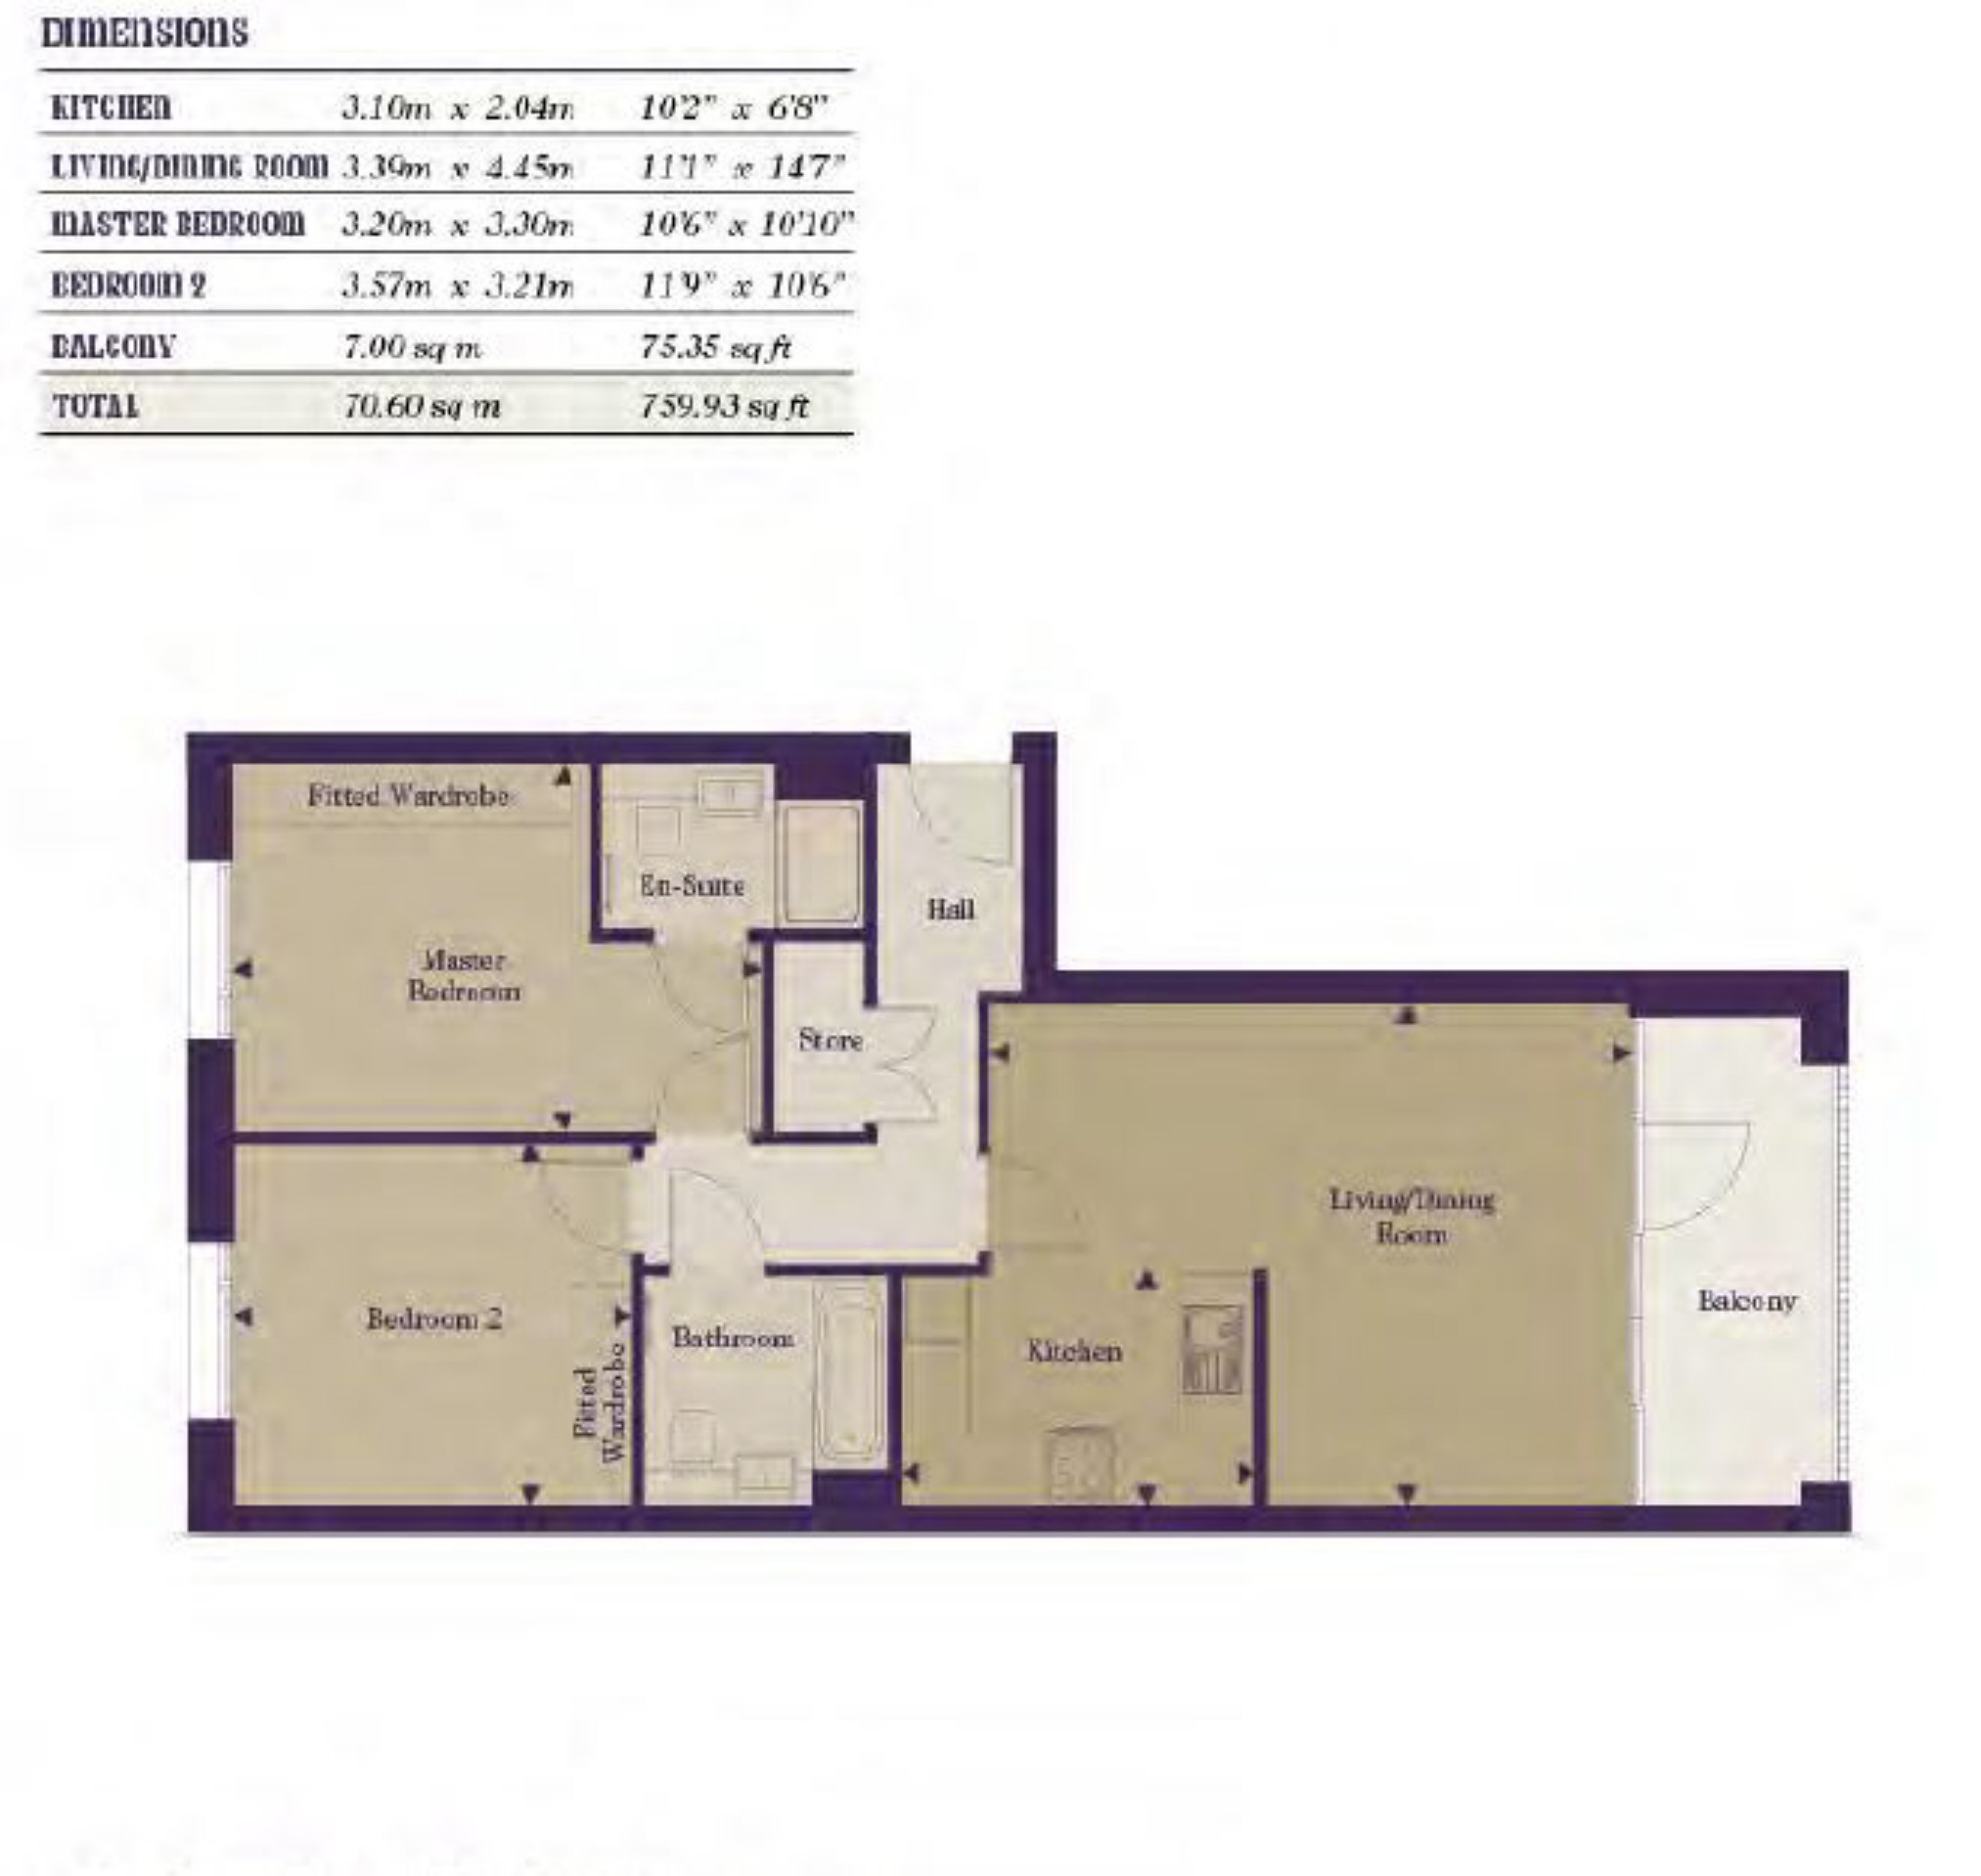 DIMENSIONS
KITCHEN 3.10m x 2.04m 10'2" x 6'8"
LIVING/DINING ROOM 3.39m x 4.45m 11'1" x 14'7"
MASTER BEDROOM 3.20m x 3.30m 10'6" x 10'10"
BEDROOM 2 3.57m x 3.21m 11'9" x 10'6"
BALCONY 7.00 sq m 75.35 sq ft
TOTAL 70.60 sq m 759.93 sq ft
Fitted Wardrobe
En-Suite
Hall
Master
Bedroom
Store
Living/Dining
Room
Balcony
Bedroom 2
Fitted
Wardrobe
Bathroom
Kitchen